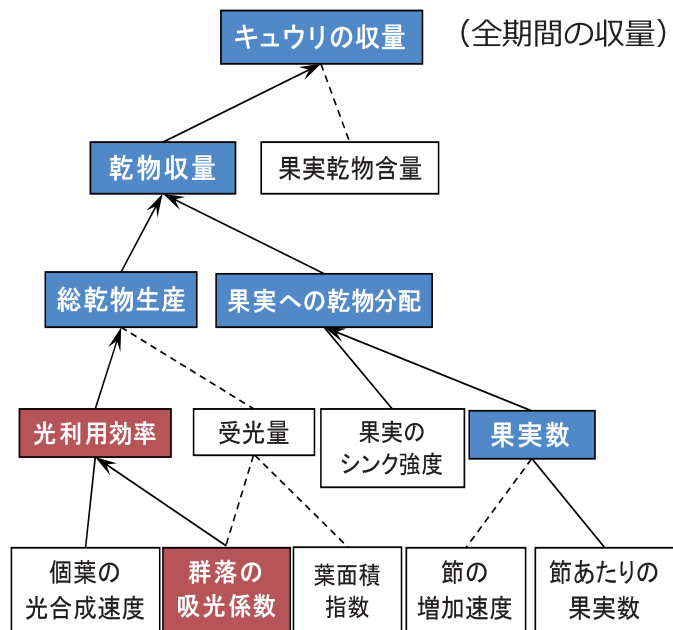 キュウリの収量
（全期間の収量）
乾物収量
果実乾物含量
総乾物生産
果実への乾物分配
光利用効率
受光量
果実の
シンク強度
果実数
個葉の
光合成速度
群落の
吸光係数
葉面積
指数
節の
増加速度
節あたりの
果実数